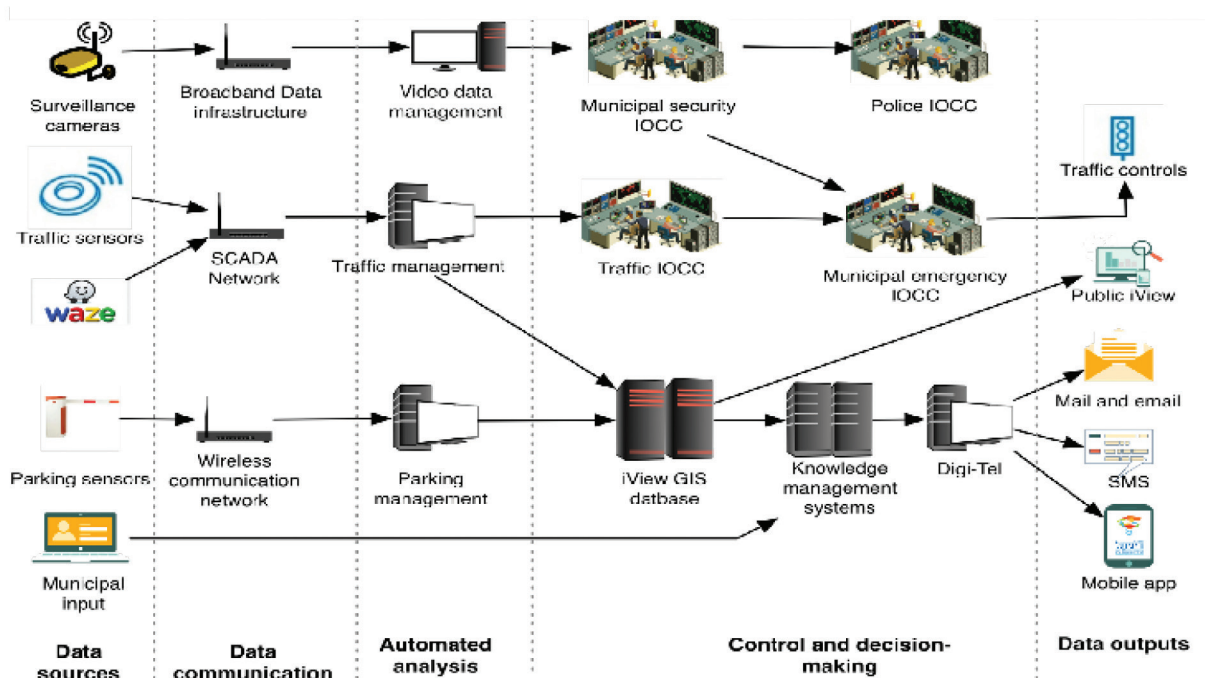 Surveillance
cameras
Broadband Data
infrastructure
Video data
management
Municipal security
IOCC
Police IOCC
Traffic controls
Traffic sensors
SCADA
Network
Traffic management
Traffic IOCC
Municipal emergency
IOCC
Public iView
waze
Mail and email
Parking sensors
Wireless
communication
network
Parking
management
iView GIS
datbase
Knowledge
management
systems
Digi-Tel
SMS
Municipal
input
Mobile app
Data
sources
Data
communication
Automated
analysis
Control and decision-
making
Data outputs